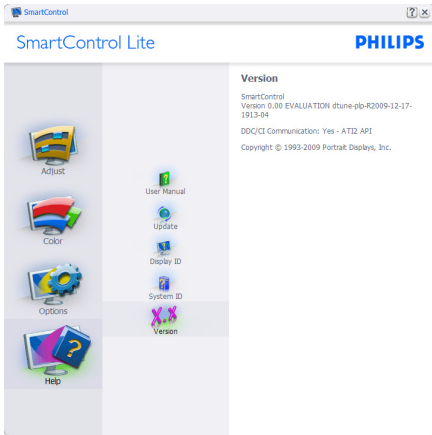 SmartControl
SmartControl Lite
PHILIPS
Adjust
Color
Options
Help
User Manual
Update
Display ID
System ID
X.X
Version
Version
SmartControl
Version 0.00 EVALUATION dtune-plp-R2009-12-17-
1913-04
DDC/CI Communication: Yes - ATI2 API
Copyright © 1993-2009 Portrait Displays, Inc.